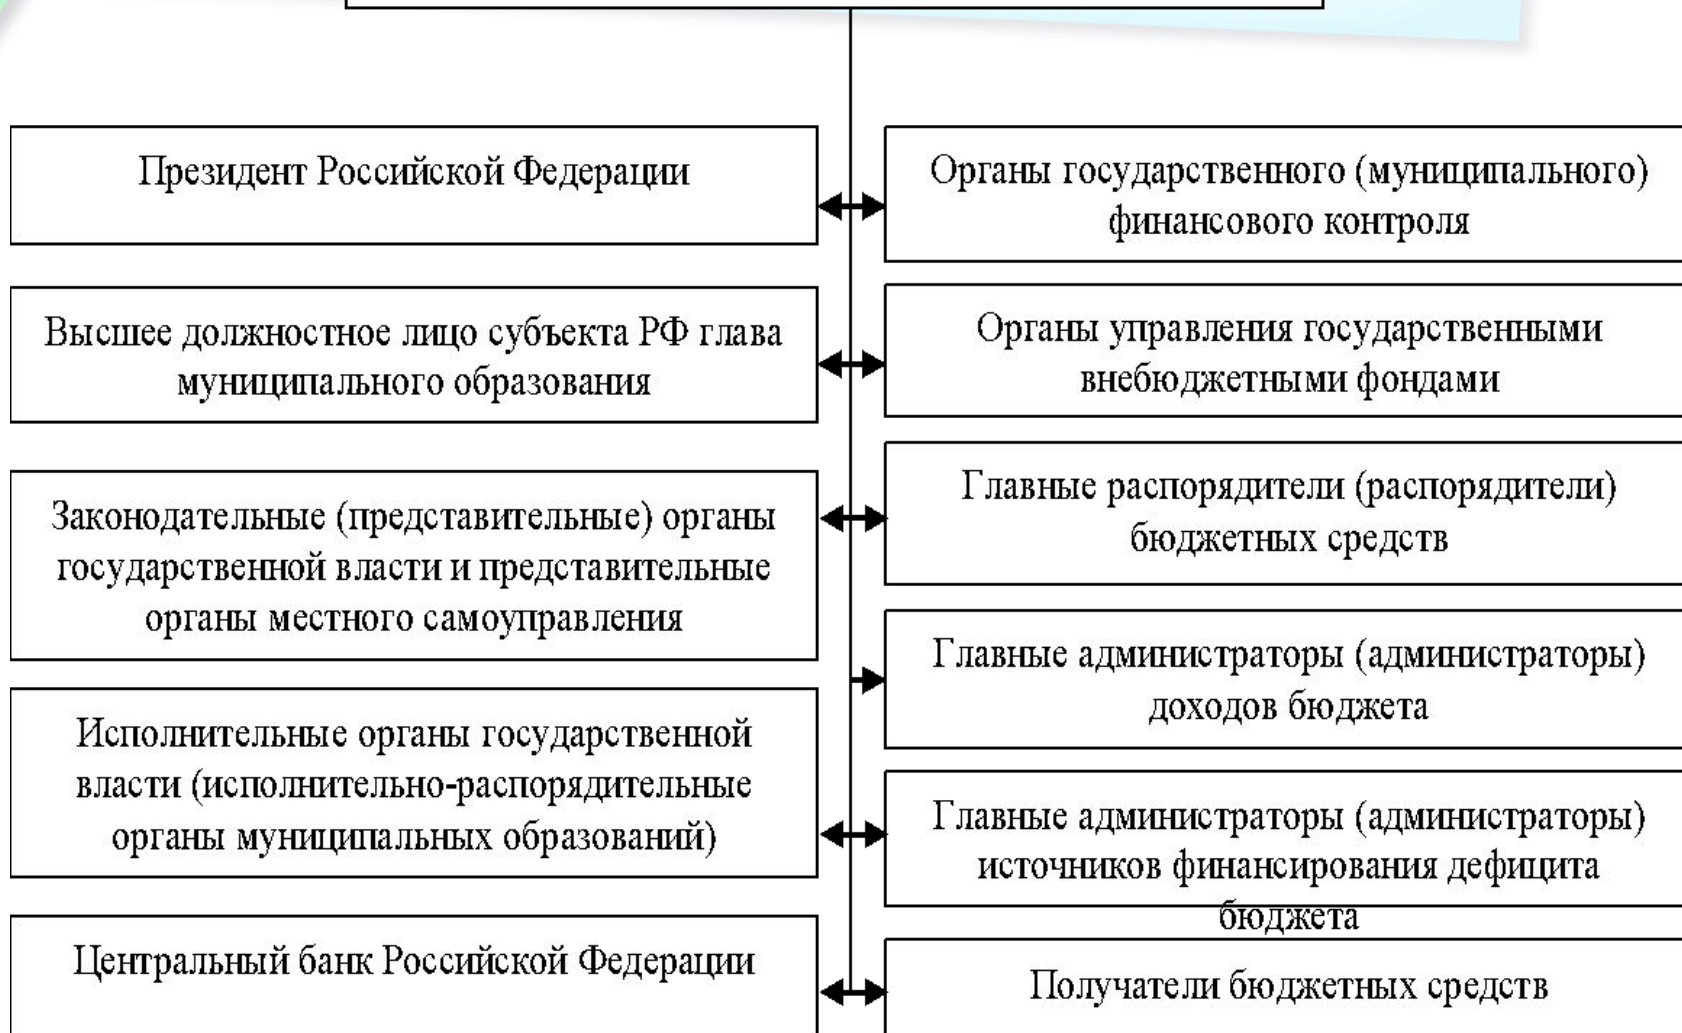 Президент Российской Федерации
Высшее должностное лицо субъекта РФ глава
муниципального образования
Законодательные (представительные) органы
государственной власти и представительные
органы местного самоуправления
Исполнительные органы государственной
власти (исполнительно-распорядительные
органы муниципальных образований)
Центральный банк Российской Федерации
Органы государственного (муниципального)
финансового контроля
Органы управления государственными
внебюджетными фондами
Главные распорядители (распорядители)
бюджетных средств
Главные администраторы (администраторы)
доходов бюджета
Главные администраторы (администраторы)
источников финансирования дефицита
бюджета
Получатели бюджетных средств